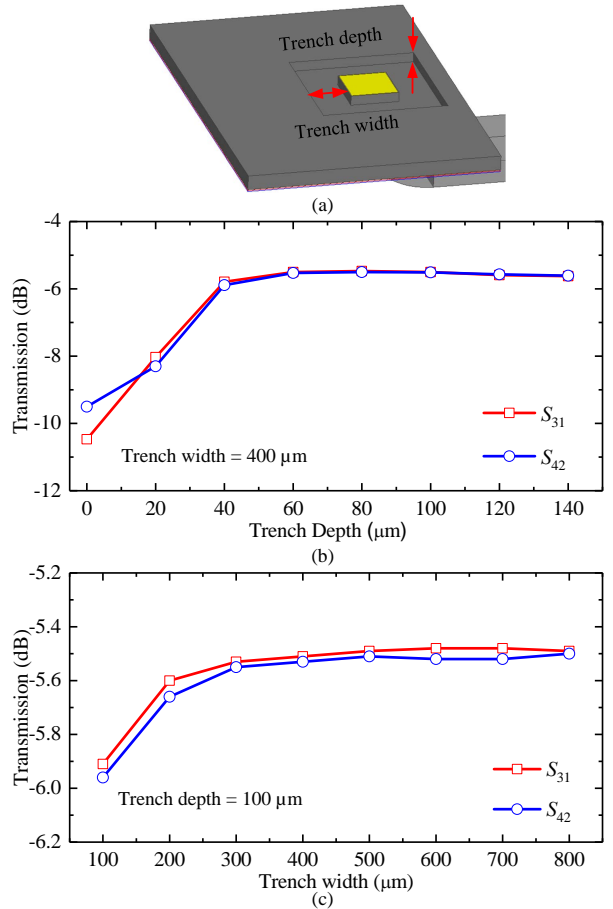 Trench depth
Trench width
(a)
-4
-6
-8
-10
-12
Transmission (dB)
S31
S42
Trench width = 400 µm
0 20 40 60 80 100 120 140
Trench Depth (µm)
(b)
-5.2
-5.4
-5.6
-5.8
-6.0
-6.2
Transmission (dB)
S31
S42
Trench depth = 100 µm
100 200 300 400 500 600 700 800
Trench width (µm)
(c)